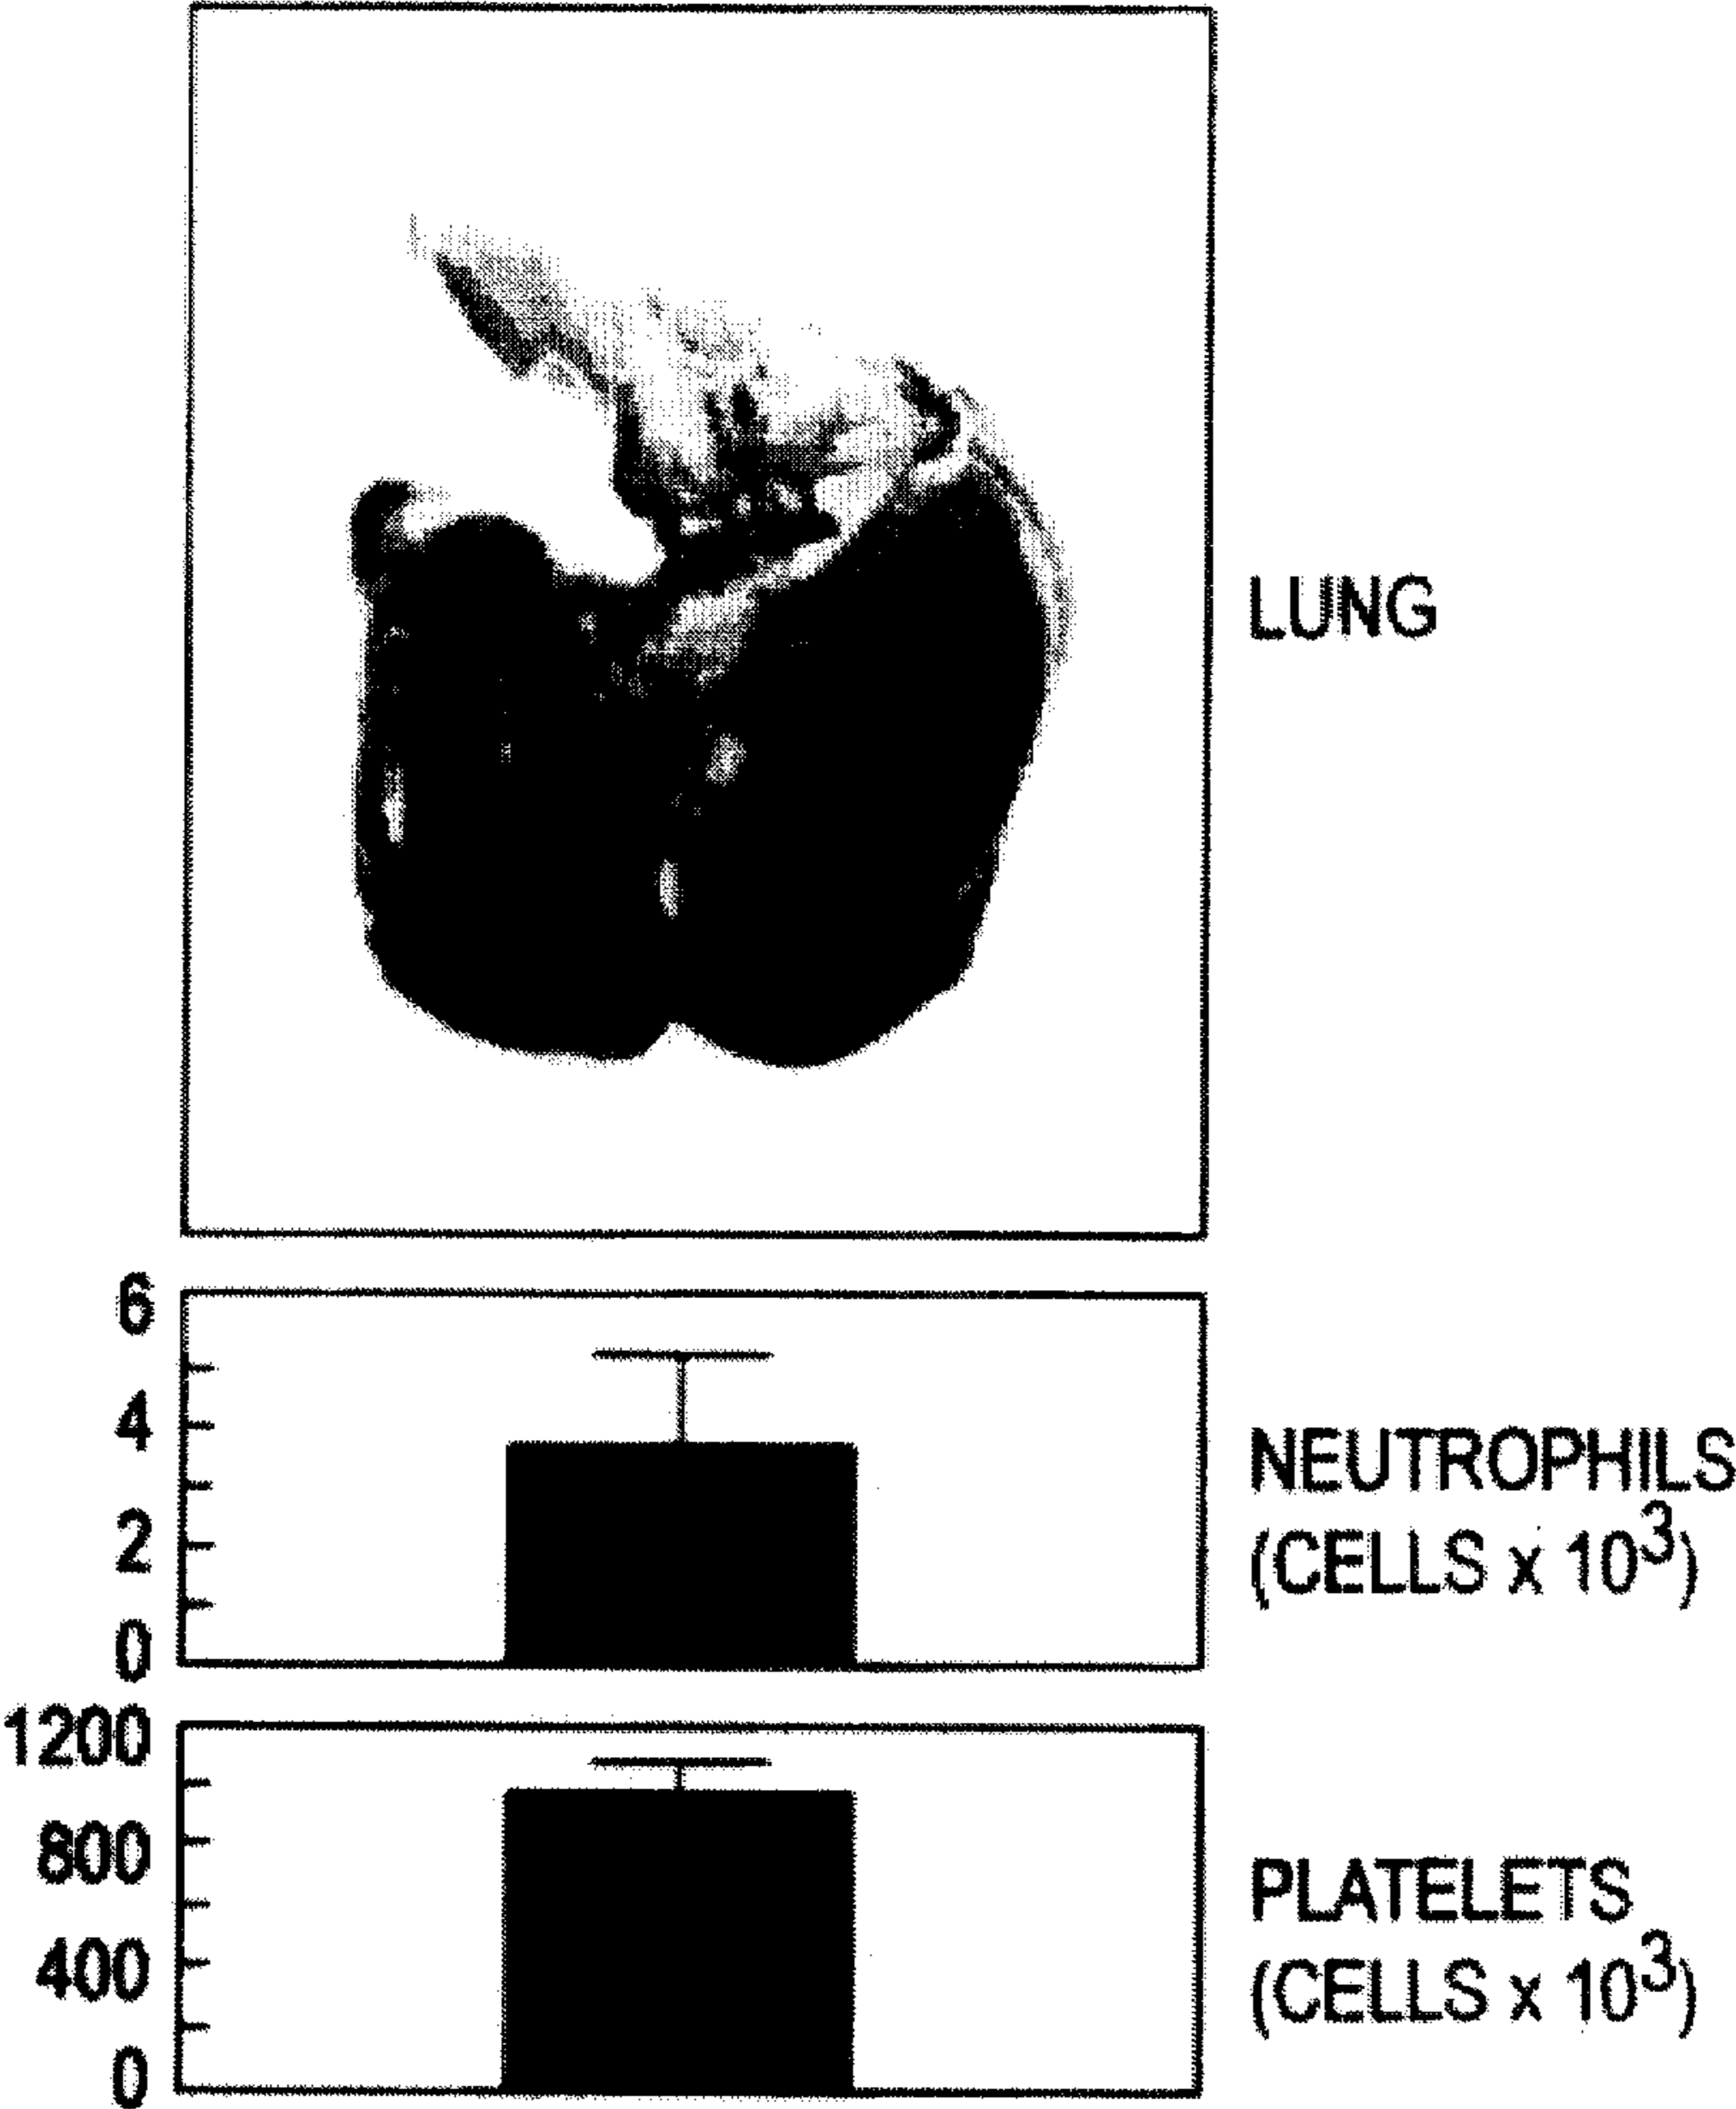 LUNG
6
4
2
0
NEUTROPHILS
(CELLS x 10³)
1200
800
400
0
PLATELETS
(CELLS x 10³)